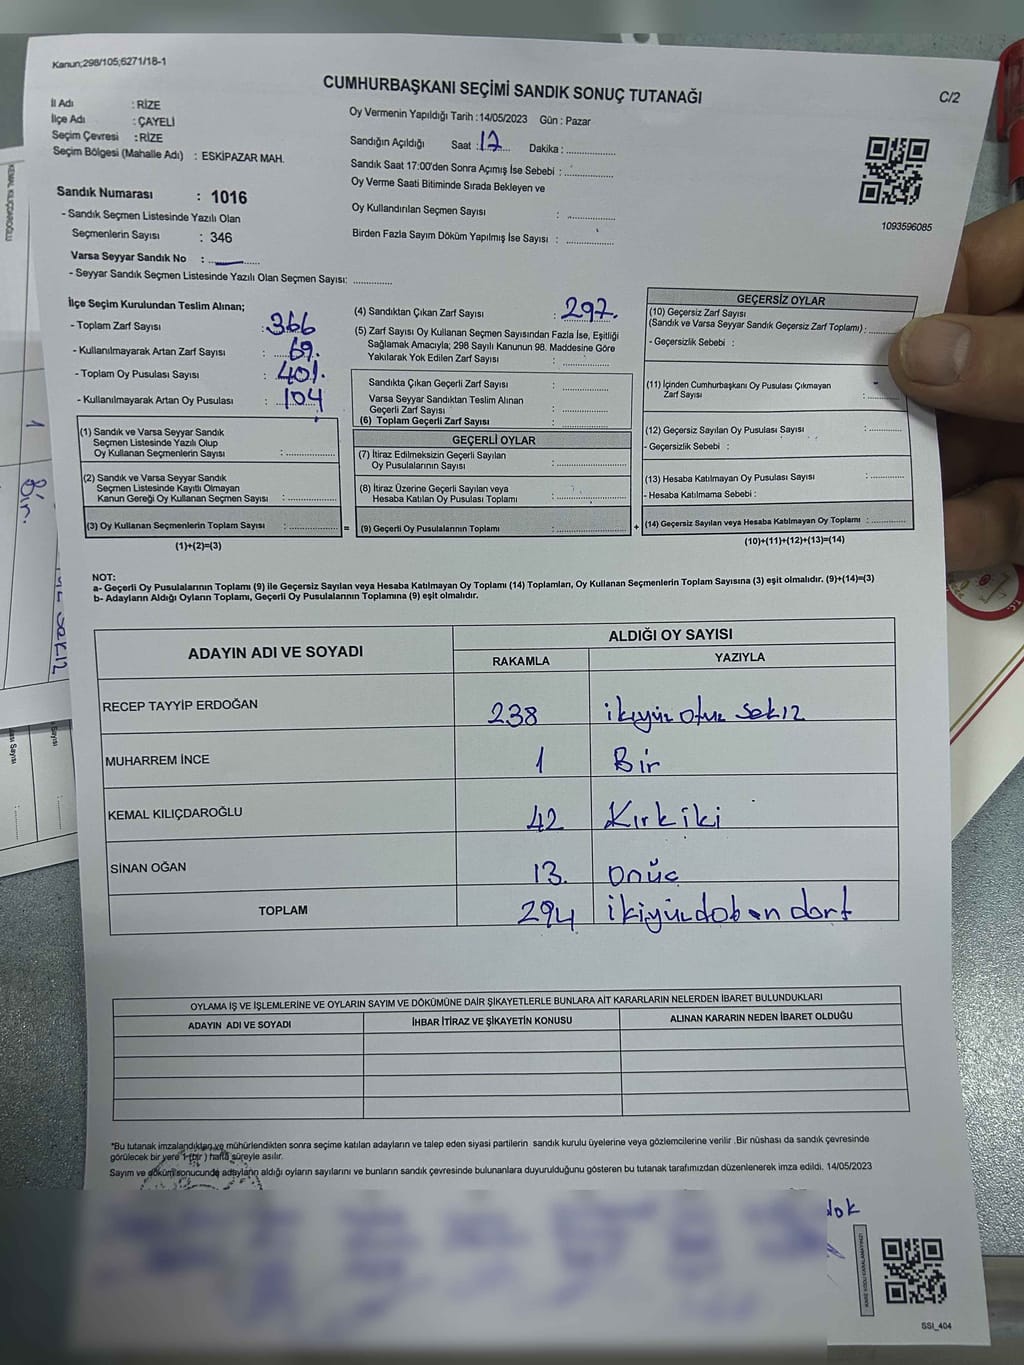 Kanun;298/105;6271/18-1
CUMHURBAŞKANI SEÇİMİ SANDIK SONUÇ TUTANAĞI
C/2
İl Adı : RİZE
İlçe Adı : ÇAYELİ
Seçim Çevresi : RİZE
Seçim Bölgesi (Mahalle Adı) : ESKİPAZAR MAH.
Oy Vermenin Yapıldığı Tarih :14/05/2023 Gün : Pazar
Sandığın Açıldığı Saat : 17 Dakika :
Sandık Saat 17:00'den Sonra Açımış İse Sebebi :
Oy Verme Saati Bitiminde Sırada Bekleyen ve
Oy Kullandırılan Seçmen Sayısı :
Birden Fazla Sayım Döküm Yapılmış İse Sayısı :
1093596085
Sandık Numarası : 1016
- Sandık Seçmen Listesinde Yazılı Olan
Seçmenlerin Sayısı : 346
Varsa Seyyar Sandık No :
- Seyyar Sandık Seçmen Listesinde Yazılı Olan Seçmen Sayısı:
İlçe Seçim Kurulundan Teslim Alınan;
- Toplam Zarf Sayısı : 366
- Kullanılmayarak Artan Zarf Sayısı : 69.
- Toplam Oy Pusulası Sayısı : 401.
- Kullanılmayarak Artan Oy Pusulası : 104
(1) Sandık ve Varsa Seyyar Sandık
Seçmen Listesinde Yazılı Olup
Oy Kullanan Seçmenlerin Sayısı :
(2) Sandık ve Varsa Seyyar Sandık
Seçmen Listesinde Kayıtlı Olmayan
Kanun Gereği Oy Kullanan Seçmen Sayısı :
(3) Oy Kullanan Seçmenlerin Toplam Sayısı :
(1)+(2)=(3)
=
(4) Sandıktan Çıkan Zarf Sayısı : 297.
(5) Zarf Sayısı Oy Kullanan Seçmen Sayısından Fazla İse, Eşitliği
Sağlamak Amacıyla; 298 Sayılı Kanunun 98. Maddesine Göre
Yakılarak Yok Edilen Zarf Sayısı :
Sandıkta Çıkan Geçerli Zarf Sayısı :
Varsa Seyyar Sandıktan Teslim Alınan
Geçerli Zarf Sayısı :
(6) Toplam Geçerli Zarf Sayısı :
GEÇERLİ OYLAR
(7) İtiraz Edilmeksizin Geçerli Sayılan
Oy Pusulalarının Sayısı :
(8) İtiraz Üzerine Geçerli Sayılan veya
Hesaba Katılan Oy Pusulası Toplamı :
(9) Geçerli Oy Pusulalarının Toplamı :
+
GEÇERSİZ OYLAR
(10) Geçersiz Zarf Sayısı
(Sandık ve Varsa Seyyar Sandık Geçersiz Zarf Toplamı) :
- Geçersizlik Sebebi :
(11) İçinden Cumhurbaşkanı Oy Pusulası Çıkmayan
Zarf Sayısı :
(12) Geçersiz Sayılan Oy Pusulası Sayısı :
- Geçersizlik Sebebi :
(13) Hesaba Katılmayan Oy Pusulası Sayısı :
- Hesaba Katılmama Sebebi :
(14) Geçersiz Sayılan veya Hesaba Katılmayan Oy Toplamı :
(10)+(11)+(12)+(13)=(14)
NOT:
a- Geçerli Oy Pusulalarının Toplamı (9) ile Geçersiz Sayılan veya Hesaba Katılmayan Oy Toplamı (14) Toplamları, Oy Kullanan Seçmenlerin Toplam Sayısına (3) eşit olmalıdır. (9)+(14)=(3)
b- Adayların Aldığı Oyların Toplamı, Geçerli Oy Pusulalarının Toplamına (9) eşit olmalıdır.
ADAYIN ADI VE SOYADI
ALDIĞI OY SAYISI
RAKAMLA YAZIYLA
RECEP TAYYİP ERDOĞAN 238 ikiyüz otuz sekiz
MUHARREM İNCE 1 Bir
KEMAL KILIÇDAROĞLU 42 Kırkiki
SİNAN OĞAN 13. onüç
TOPLAM 294 ikiyüzdoksan dört
OYLAMA İŞ VE İŞLEMLERİNE VE OYLARIN SAYIM VE DÖKÜMÜNE DAİR ŞİKAYETLERLE BUNLARA AİT KARARLARIN NELERDEN İBARET BULUNDUKLARI
ADAYIN ADI VE SOYADI İHBAR İTİRAZ VE ŞİKAYETİN KONUSU ALINAN KARARIN NEDEN İBARET OLDUĞU
*Bu tutanak imzalandıktan ve mühürlendikten sonra seçime katılan adayların ve talep eden siyasi partilerin sandık kurulu üyelerine veya gözlemcilerine verilir .Bir nüshası da sandık çevresinde
görülecek bir yere 1 (bir ) hafta süreyle asılır.
Sayım ve döküm sonucunda adayların aldığı oyların sayılarını ve bunların sandık çevresinde bulunanlara duyurulduğunu gösteren bu tutanak tarafımızdan düzenlenerek imza edildi. 14/05/2023
SSI_404
KEMAL KILIÇDAROĞLU
1
Bir.